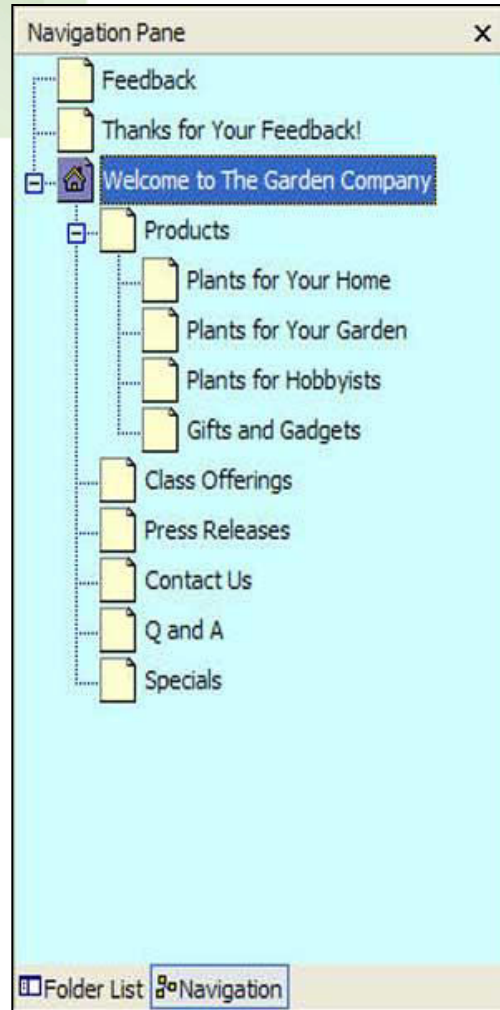 Navigation Pane
Feedback
Thanks for Your Feedback!
Welcome to The Garden Company
Products
Plants for Your Home
Plants for Your Garden
Plants for Hobbyists
Gifts and Gadgets
Class Offerings
Press Releases
Contact Us
Q and A
Specials
Folder List Navigation